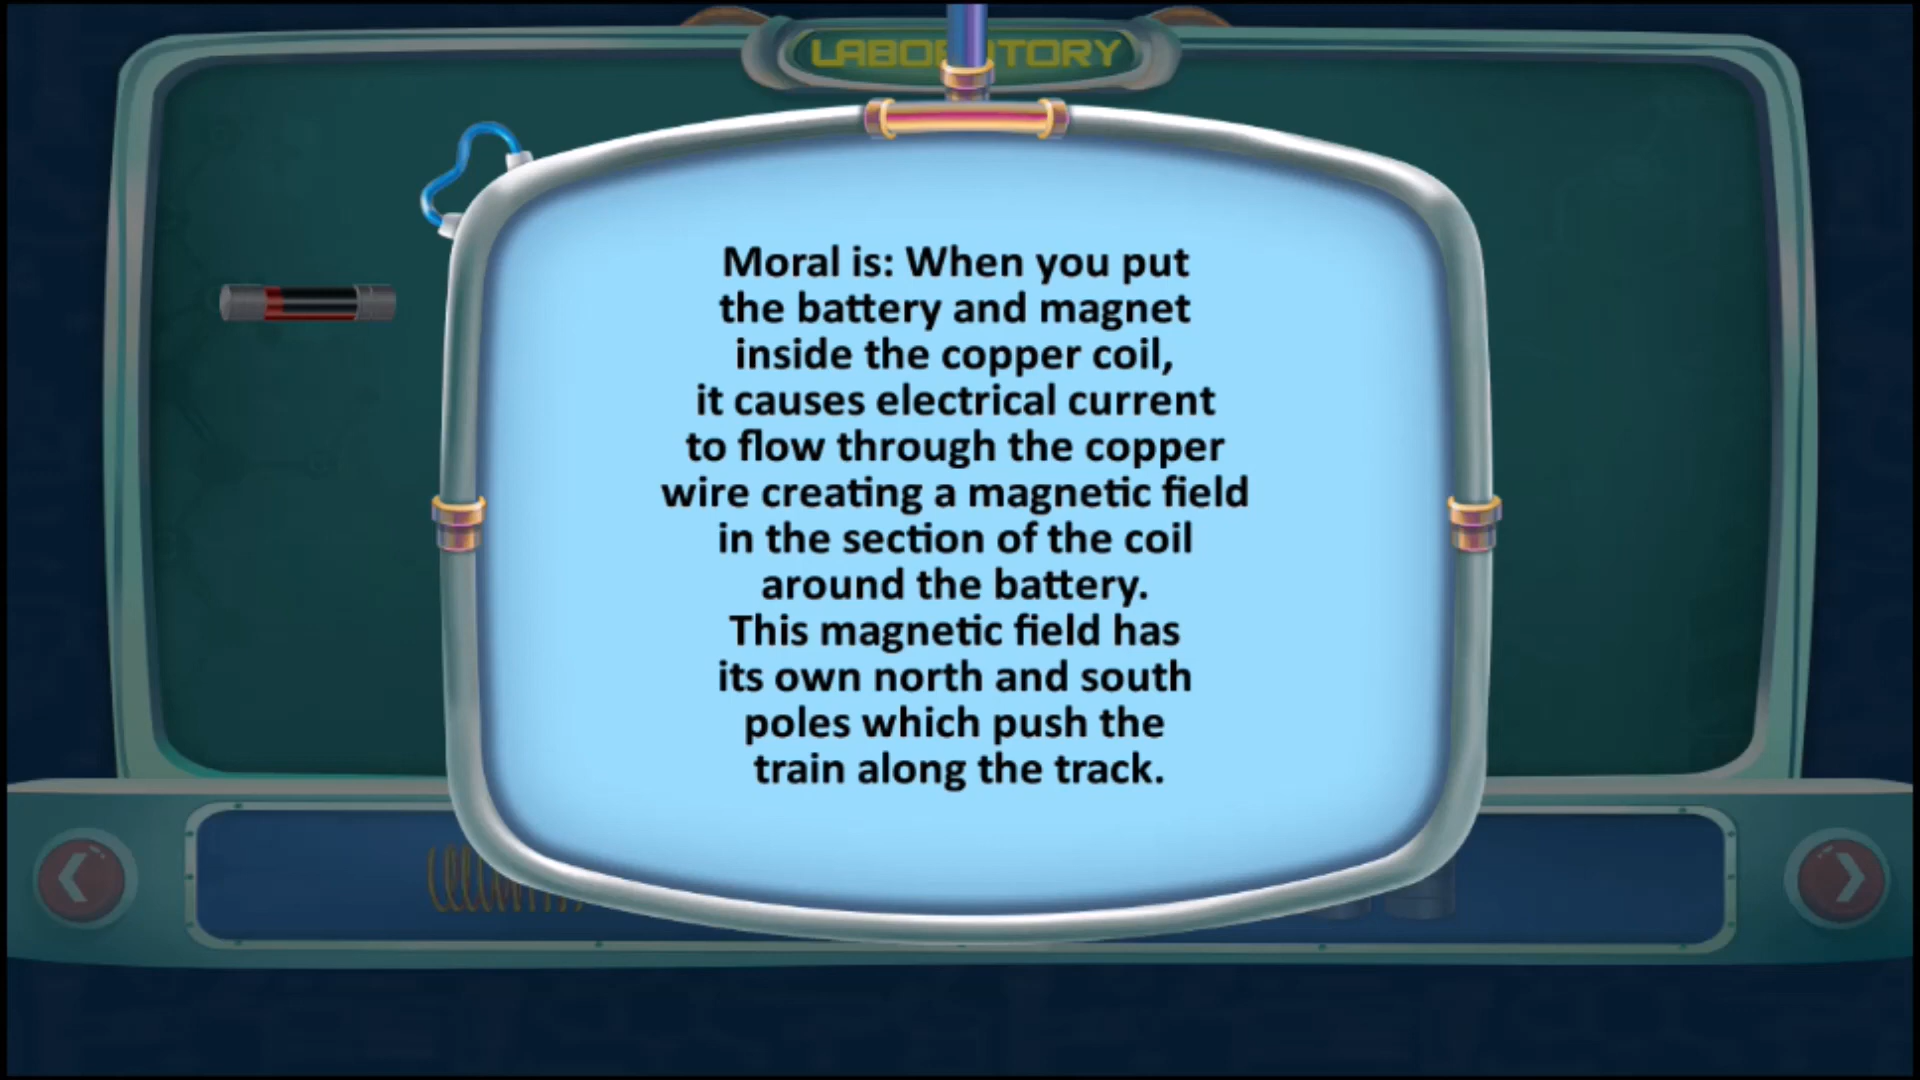 LABORATORY
Moral is: When you put
the battery and magnet
inside the copper coil,
it causes electrical current
to flow through the copper
wire creating a magnetic field
in the section of the coil
around the battery.
This magnetic field has
its own north and south
poles which push the
train along the track.